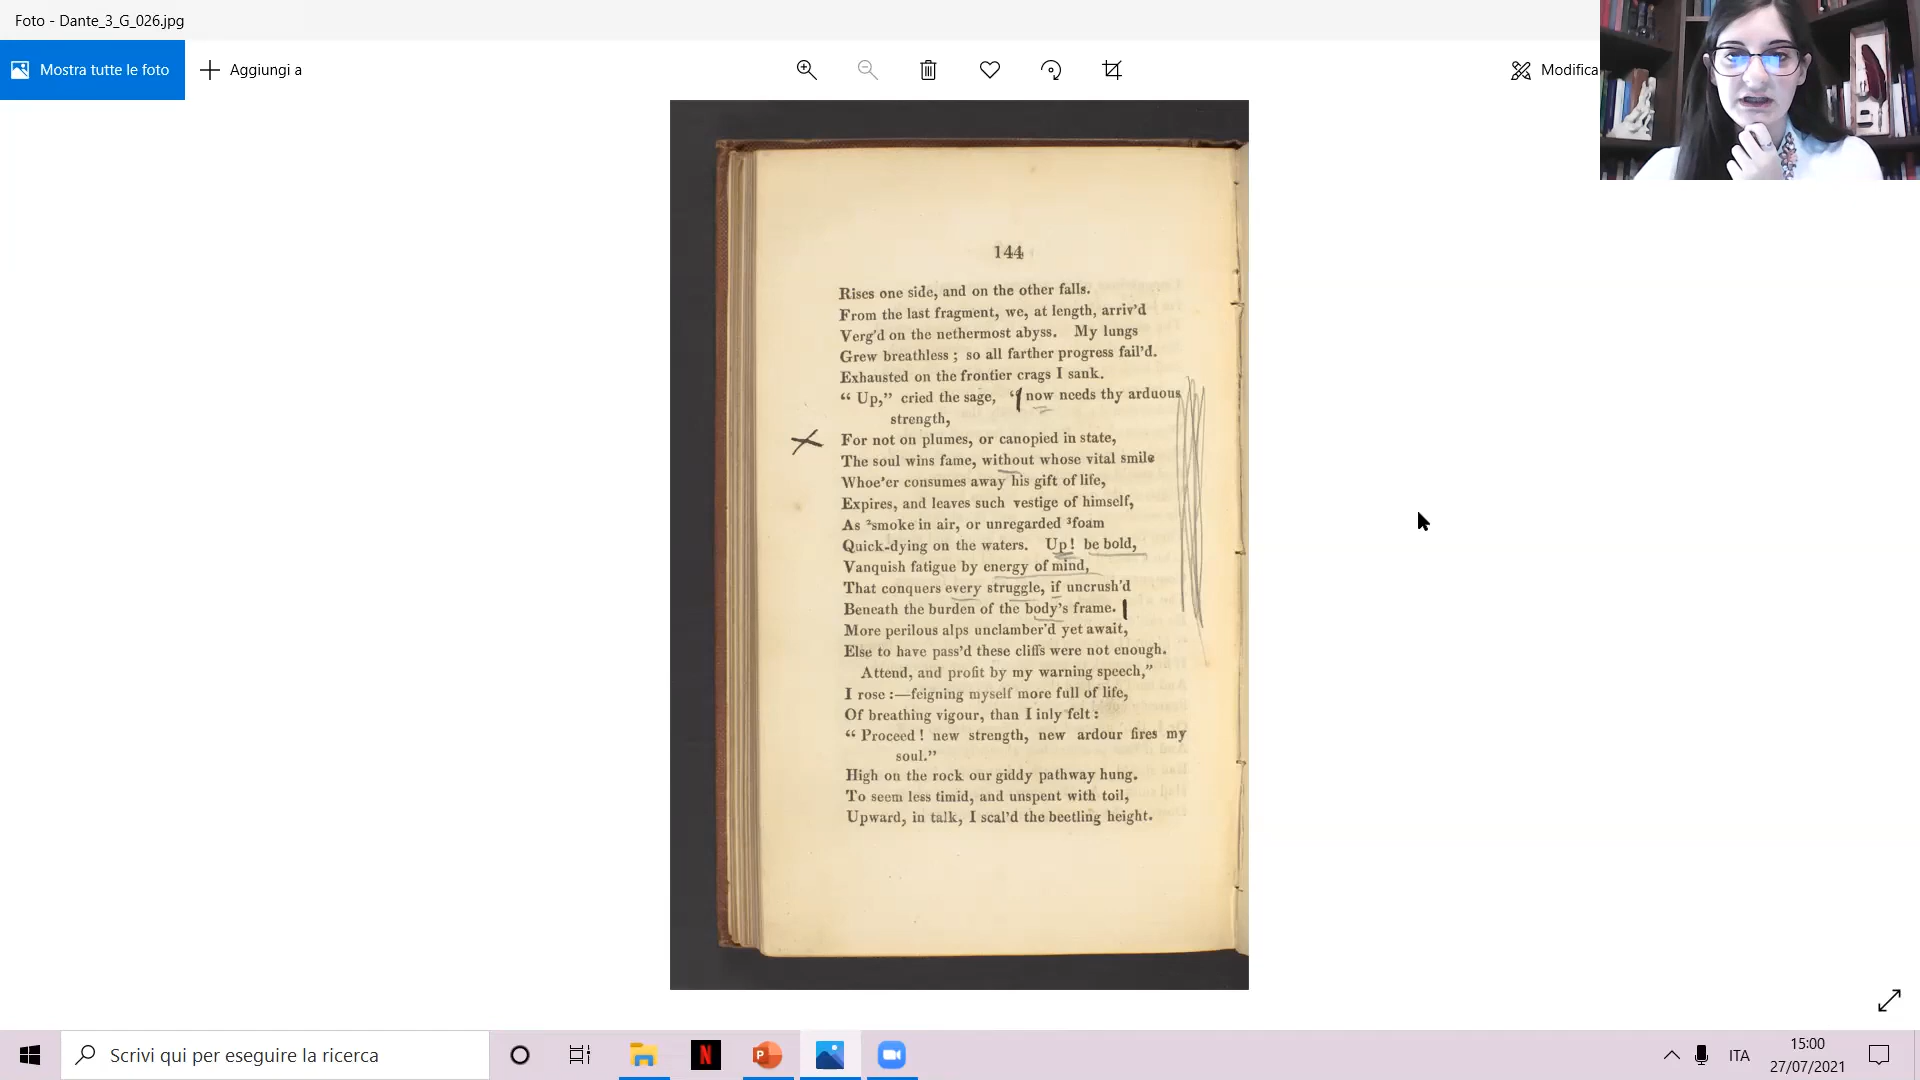 Foto - Dante_3_G_026.jpg
Mostra tutte le foto
Aggiungi a
Modifica
144
Rises one side, and on the other falls.
From the last fragment, we, at length, arriv'd
Verg'd on the nethermost abyss. My lungs
Grew breathless ; so all farther progress fail'd.
Exhausted on the frontier crags I sank.
“ Up,” cried the sage, “ now needs thy arduous
strength,
For not on plumes, or canopied in state,
The soul wins fame, without whose vital smile
Whoe'er consumes away his gift of life,
Expires, and leaves such vestige of himself,
As ²smoke in air, or unregarded ³foam
Quick-dying on the waters. Up! be bold,
Vanquish fatigue by energy of mind,
That conquers every struggle, if uncrush'd
Beneath the burden of the body's frame.
More perilous alps unclamber'd yet await,
Else to have pass'd these cliffs were not enough.
Attend, and profit by my warning speech,”
I rose :—feigning myself more full of life,
Of breathing vigour, than I inly felt :
“ Proceed ! new strength, new ardour fires my
soul.”
High on the rock our giddy pathway hung.
To seem less timid, and unspent with toil,
Upward, in talk, I scal'd the beetling height.
Scrivi qui per eseguire la ricerca
N
P
ITA
15:00
27/07/2021